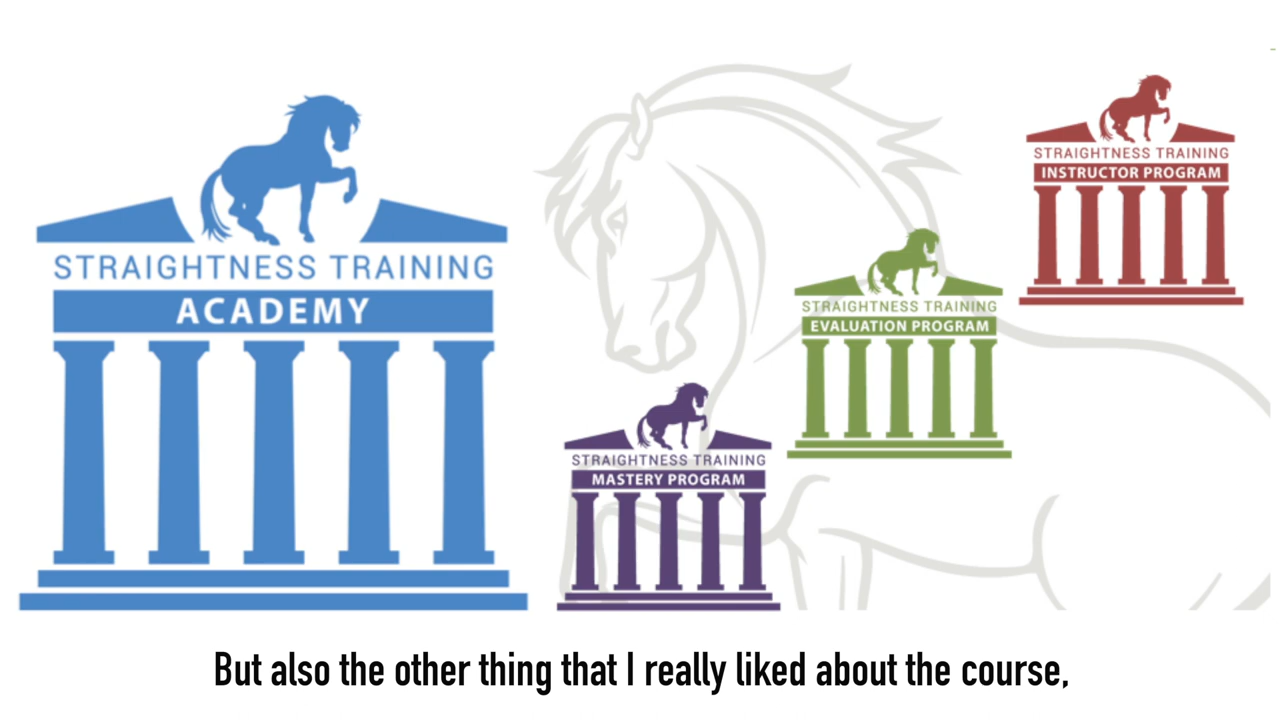 STRAIGHTNESS TRAINING
ACADEMY
STRAIGHTNESS TRAINING
MASTERY PROGRAM
STRAIGHTNESS TRAINING
EVALUATION PROGRAM
STRAIGHTNESS TRAINING
INSTRUCTOR PROGRAM
But also the other thing that I really liked about the course,